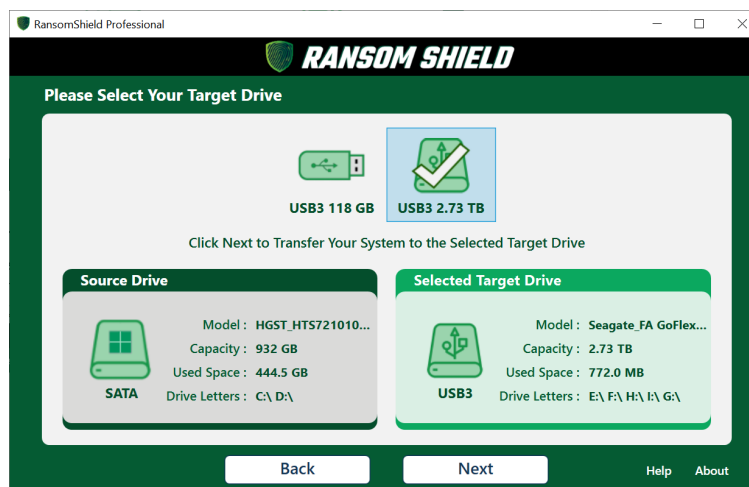 RansomShield Professional
RANSOM SHIELD
Please Select Your Target Drive
USB3 118 GB
USB3 2.73 TB
Click Next to Transfer Your System to the Selected Target Drive
Source Drive
Model : HGST_HTS721010...
Capacity : 932 GB
Used Space : 444.5 GB
Drive Letters : C:\ D:\
SATA
Selected Target Drive
Model : Seagate_FA GoFlex...
Capacity : 2.73 TB
Used Space : 772.0 MB
Drive Letters : E:\ F:\ H:\ I:\ G:\
USB3
Back
Next
Help
About